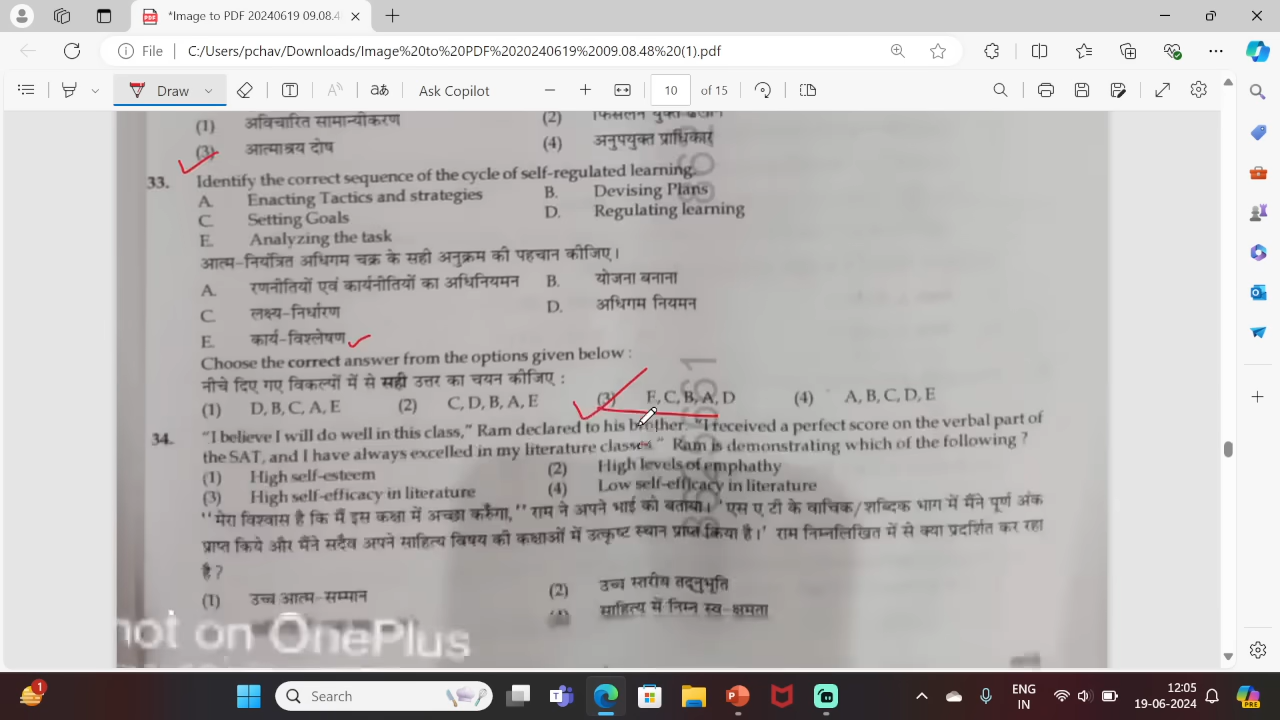 *Image to PDF 20240619 09.08.4
File C:/Users/pchav/Downloads/Image%20to%20PDF%2020240619%2009.08.48%20(1).pdf
Draw Ask Copilot 10 of 15
(1) अविचारित सामान्यीकरण (2) फिसलन युक्त ढलान
(3) आत्माश्रय दोष (4) अनुपयुक्त प्राधिकार
33. Identify the correct sequence of the cycle of self-regulated learning.
A. Enacting Tactics and strategies B. Devising Plans
C. Setting Goals D. Regulating learning
E. Analyzing the task
आत्म-नियंत्रित अधिगम चक्र के सही अनुक्रम की पहचान कीजिए।
A. रणनीतियों एवं कार्यनीतियों का अधिनियमन B. योजना बनाना
C. लक्ष्य-निर्धारण D. अधिगम नियमन
E. कार्य-विश्लेषण
Choose the correct answer from the options given below :
नीचे दिए गए विकल्पों में से सही उत्तर का चयन कीजिए :
(1) D, B, C, A, E (2) C, D, B, A, E (3) E, C, B, A, D (4) A, B, C, D, E
34. "I believe I will do well in this class," Ram declared to his brother. "I received a perfect score on the verbal part of
the SAT, and I have always excelled in my literature classes." Ram is demonstrating which of the following ?
(1) High self-esteem (2) High levels of emphathy
(3) High self-efficacy in literature (4) Low self-efficacy in literature
''मेरा विश्वास है कि मैं इस कक्षा में अच्छा करुँगा,'' राम ने अपने भाई को बताया। 'एस ए टी के वाचिक/शब्दिक भाग में मैंने पूर्ण अंक
प्राप्त किये और मैंने सदैव अपने साहित्य विषय की कक्षाओं में उत्कृष्ट स्थान प्राप्त किया है।' राम निम्नलिखित में से क्या प्रदर्शित कर रहा
है ?
(1) उच्च आत्म-सम्मान (2) उच्च स्तरीय तद्नुभूति
साहित्य में निम्न स्व-क्षमता
not on OnePlus
Search ENG IN 12:05 19-06-2024